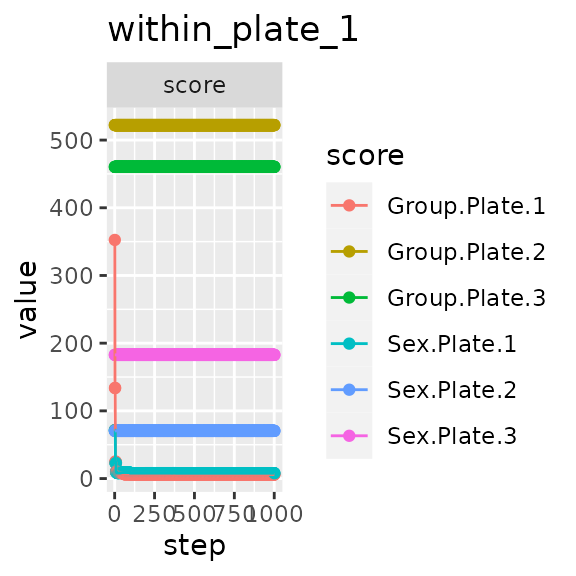 within_plate_1
score
value
500
400
300
200
100
0
0 250 500 750 1000
step
score
Group.Plate.1
Group.Plate.2
Group.Plate.3
Sex.Plate.1
Sex.Plate.2
Sex.Plate.3